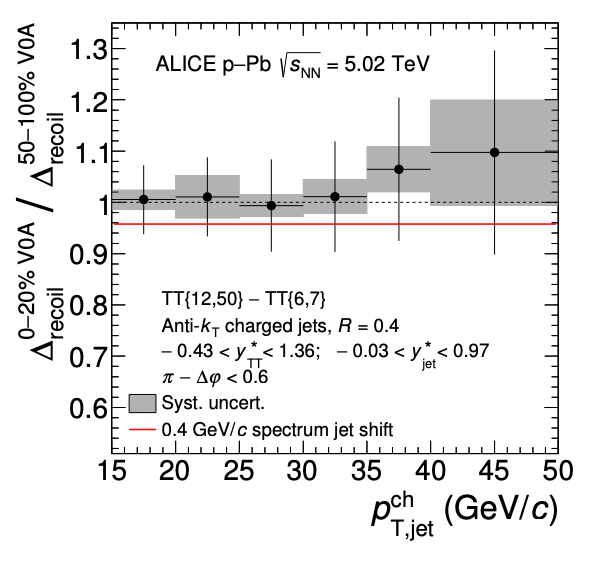 Δ_recoil^{0−20% V0A} / Δ_recoil^{50−100% V0A}
1.3
1.2
1.1
1
0.9
0.8
0.7
0.6
ALICE p−Pb √s_NN = 5.02 TeV
TT{12,50} − TT{6,7}
Anti-k_T charged jets, R = 0.4
− 0.43 < y*_TT < 1.36; − 0.03 < y*_jet < 0.97
π − Δφ < 0.6
Syst. uncert.
0.4 GeV/c spectrum jet shift
15 20 25 30 35 40 45 50
p_{T,jet}^{ch} (GeV/c)